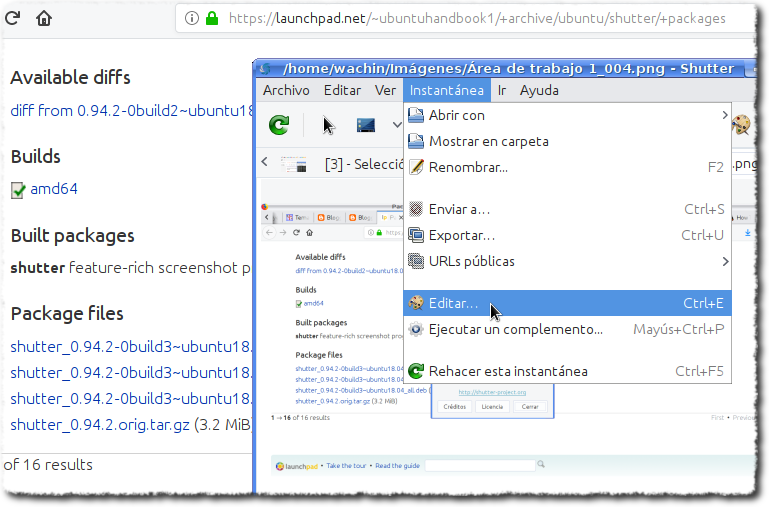 https://launchpad.net/~ubuntuhandbook1/+archive/ubuntu/shutter/+packages
Available diffs
diff from 0.94.2-0build2~ubuntu18
Builds
amd64
Built packages
shutter feature-rich screenshot p
Package files
shutter_0.94.2-0build3~ubuntu18.
shutter_0.94.2-0build3~ubuntu18.
shutter_0.94.2-0build3~ubuntu18.
shutter_0.94.2.orig.tar.gz (3.2 MiB)
of 16 results
/home/wachin/Imágenes/Área de trabajo 1_004.png - Shutter
Archivo Editar Ver Instantánea Ir Ayuda
[3] - Selecció
.png
Abrir con
Mostrar en carpeta
Renombrar... F2
Enviar a... Ctrl+S
Exportar... Ctrl+U
URLs públicas
Editar... Ctrl+E
Ejecutar un complemento... Mayús+Ctrl+P
Rehacer esta instantánea Ctrl+F5
Available diffs
diff from 0.94.2-0build2~ubuntu18.04
Builds
amd64
Built packages
shutter feature-rich screenshot prog
Package files
shutter_0.94.2-0build3~ubuntu18.04
shutter_0.94.2-0build3~ubuntu18.04
shutter_0.94.2-0build3~ubuntu18.04_all.deb (
shutter_0.94.2.orig.tar.gz (3.2 MiB)
http://shutter-project.org
Créditos Licencia Cerrar
1 → 16 of 16 results
First • Previous
launchpad • Take the tour • Read the guide